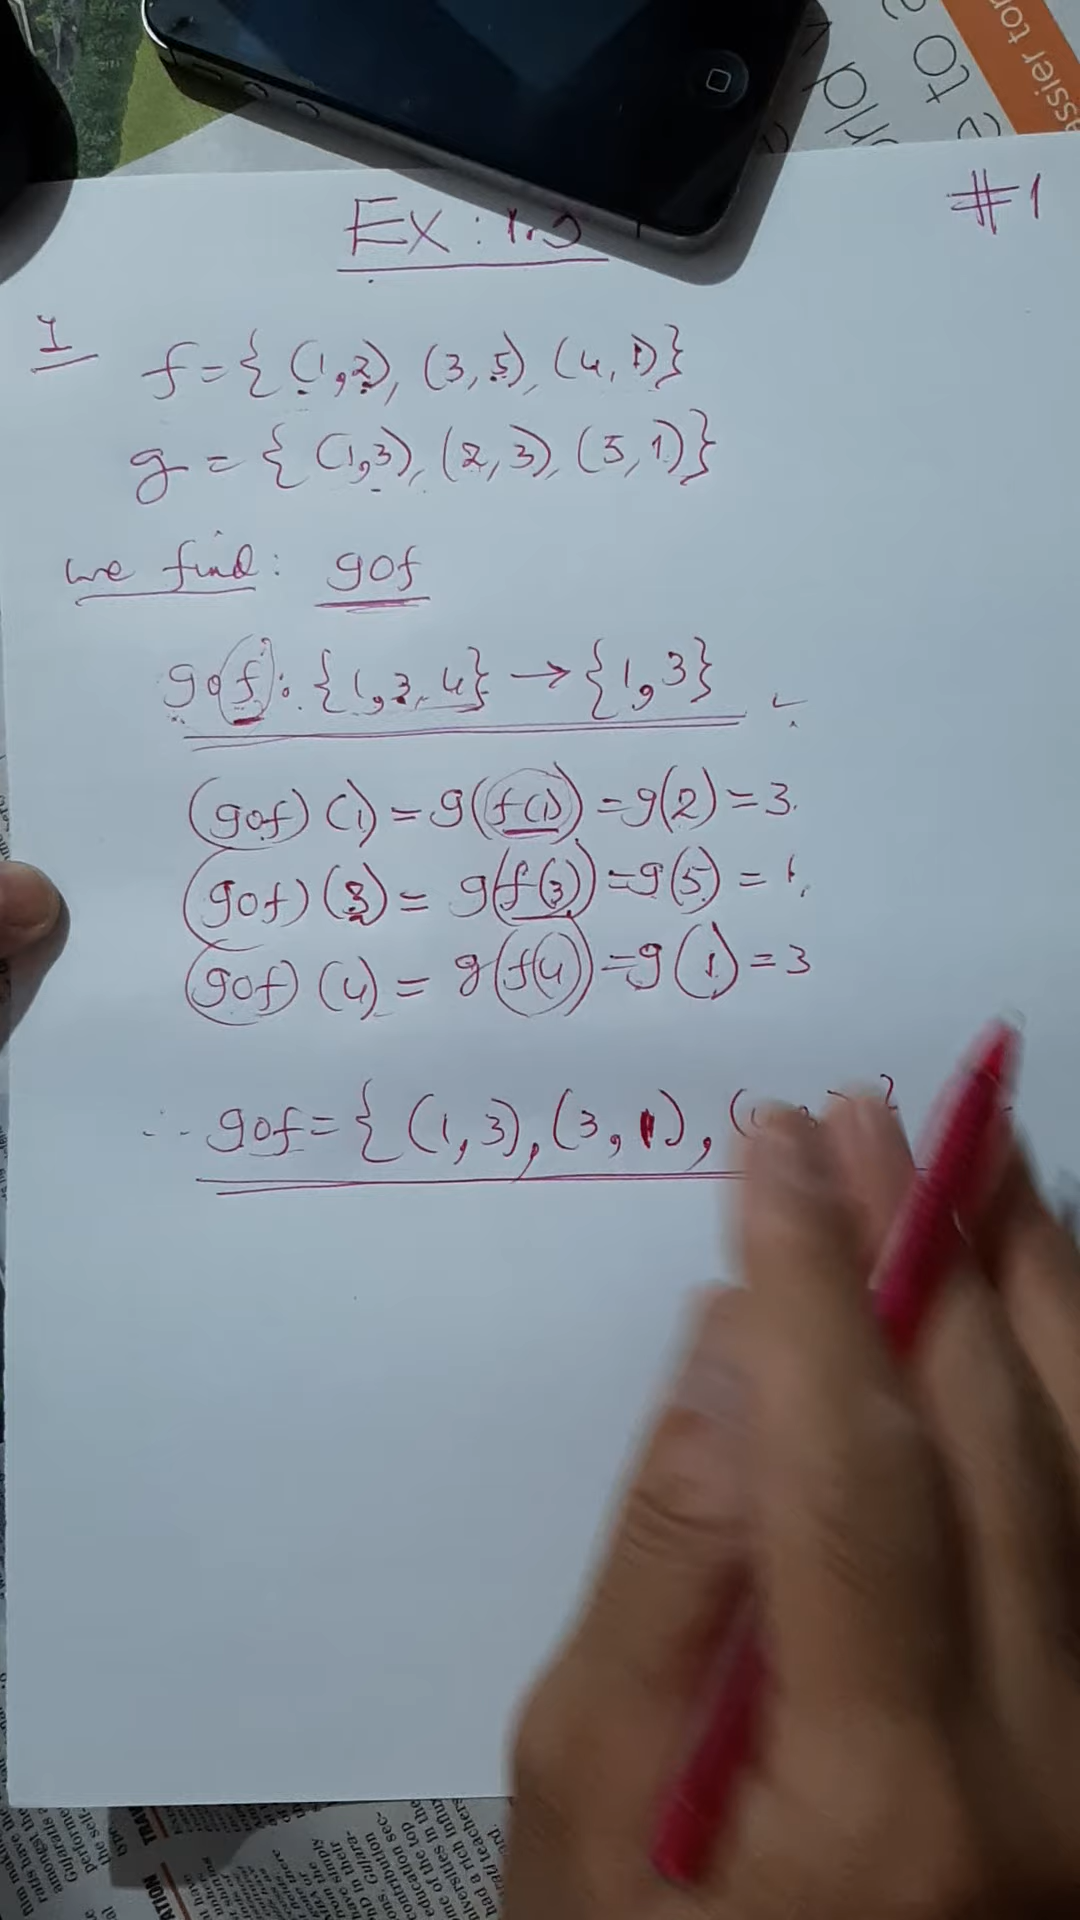 #1
EX: 1.3
1
f = { (1,2), (3,5), (4,1)}
g = { (1,3), (2,3), (5,1)}
we find: gof
gof: {1,3,4} → {1,3}
(gof) (1) = g(f(1)) = g(2) = 3.
(gof) (3) = g(f(3)) = g(5) = 1.
(gof) (4) = g(f(4)) = g(1) = 3
∴ gof = { (1,3), (3,1), (